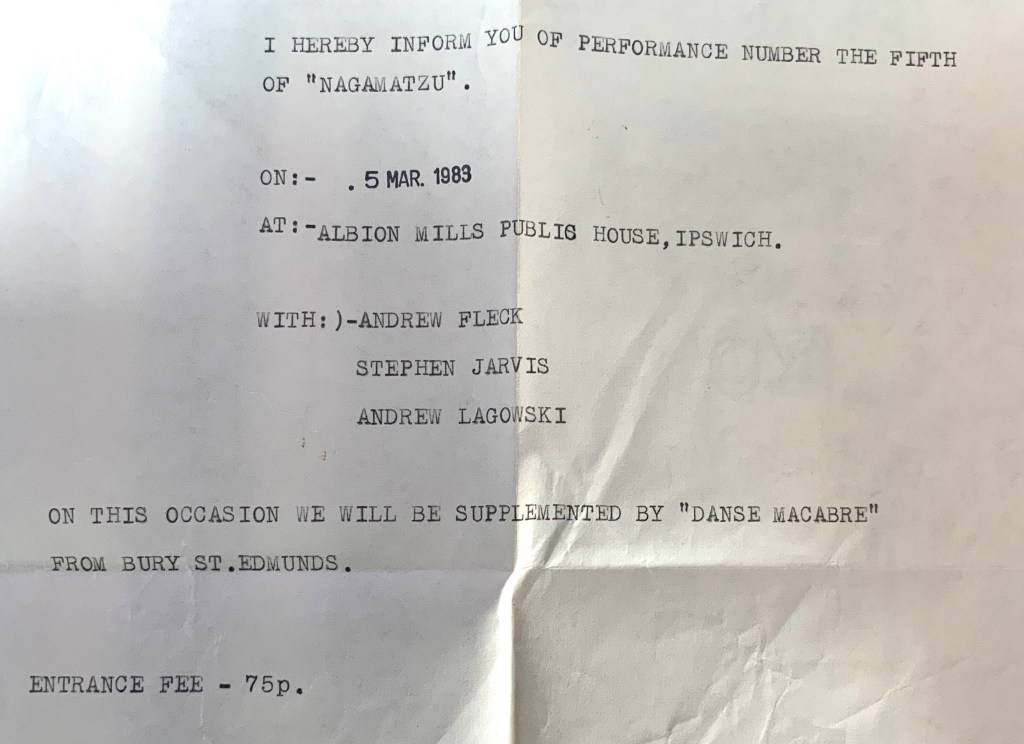 I HEREBY INFORM YOU OF PERFORMANCE NUMBER THE FIFTH
OF "NAGAMATZU".
ON:- . 5 MAR. 1983
AT:-ALBION MILLS PUBLIC HOUSE,IPSWICH.
WITH:)-ANDREW FLECK
STEPHEN JARVIS
ANDREW LAGOWSKI
ON THIS OCCASION WE WILL BE SUPPLEMENTED BY "DANSE MACABRE"
FROM BURY ST.EDMUNDS.
ENTRANCE FEE - 75p.